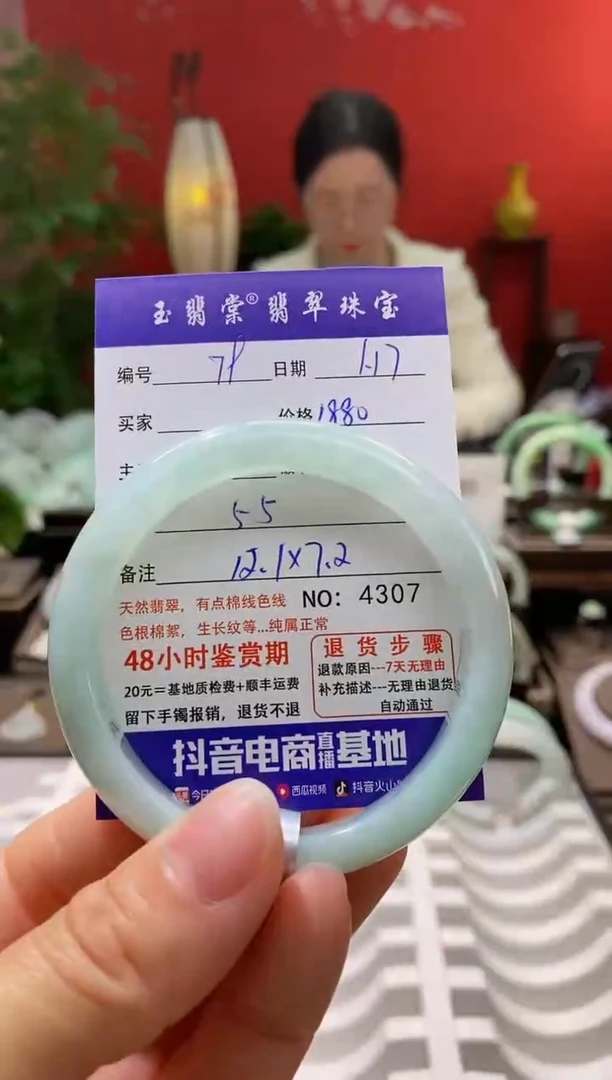 玉翡棠®翡翠珠宝
编号 78 日期 1.17
买家 价格 1880
主
55
备注 12.1×7.2
天然翡翠，有点棉线色线 NO: 4307
色根棉絮，生长纹等...纯属正常
48小时鉴赏期
20元=基地质检费+顺丰运费
留下手镯报销，退货不退
退货步骤
退款原因---7天无理由
补充描述---无理由退货
自动通过
抖音电商直播基地
今日 西瓜视频 抖音火山